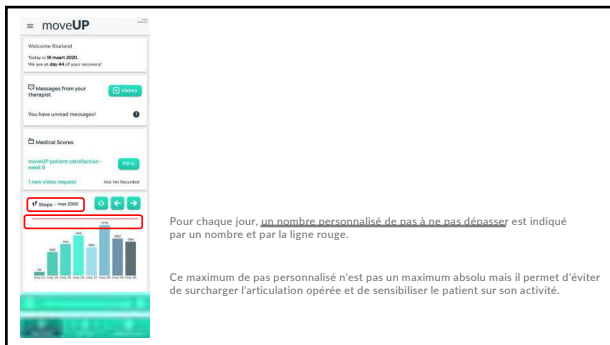 moveUP
Welcome Roeland
Today is 16 maart 2020.
We are at day 44 of your recovery!
Messages from your
therapist
History
You have unread messages!
Medical Scores
moveUP patient satisfaction -
week 6
Fill in
1 new video request
Not Yet Recorded
Steps - max 2000
Pour chaque jour, un nombre personnalisé de pas à ne pas dépasser est indiqué
par un nombre et par la ligne rouge.
Ce maximum de pas personnalisé n'est pas un maximum absolu mais il permet d'éviter
de surcharger l'articulation opérée et de sensibiliser le patient sur son activité.